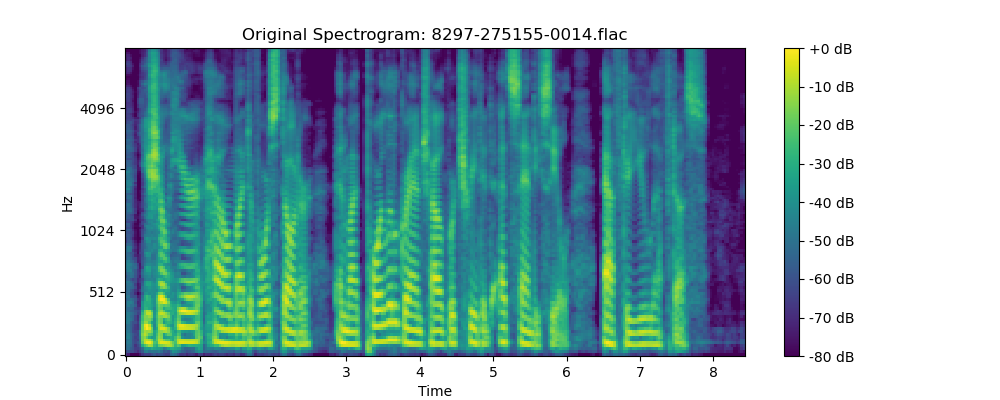 Original Spectrogram: 8297-275155-0014.flac
Hz
4096
2048
1024
512
0
0 1 2 3 4 5 6 7 8
Time
+0 dB
-10 dB
-20 dB
-30 dB
-40 dB
-50 dB
-60 dB
-70 dB
-80 dB